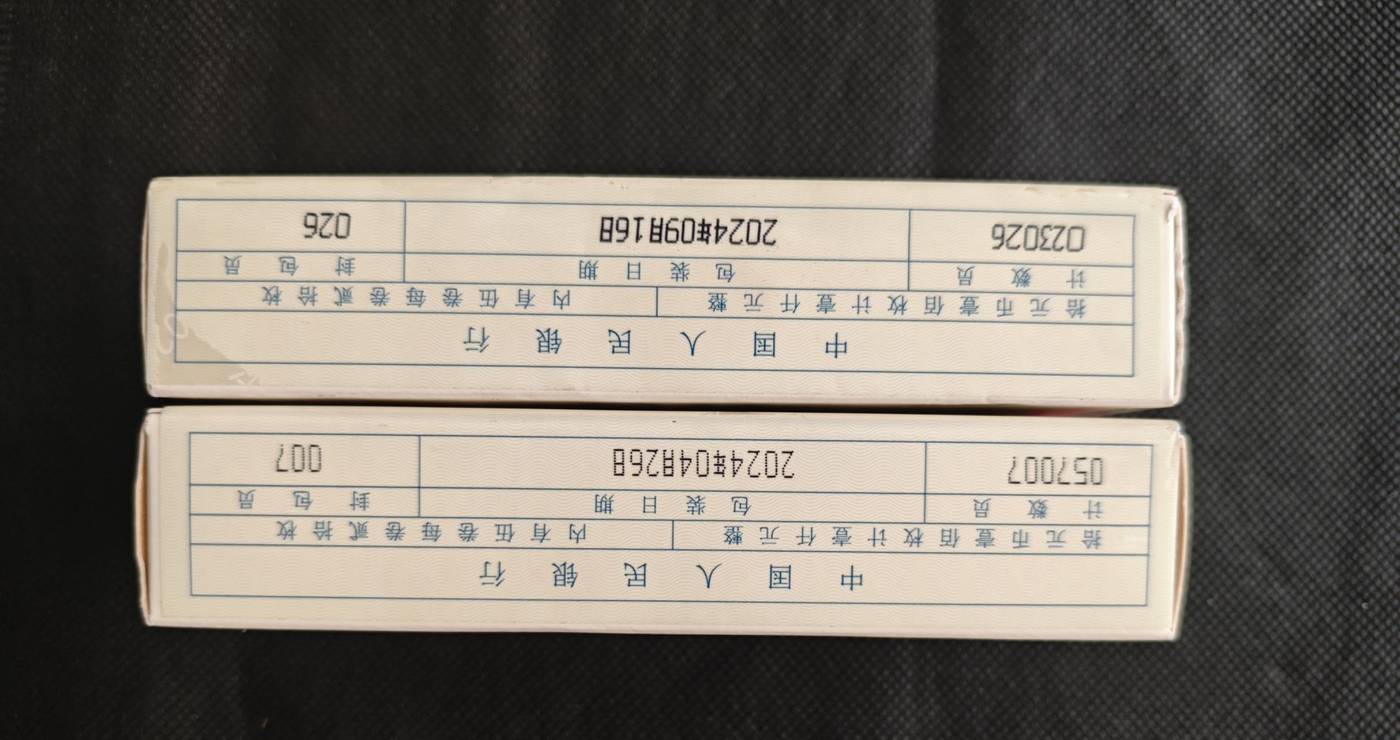 中国人民银行
拾元币壹佰枚计壹仟元整 内有伍卷每卷贰拾枚
计数员 包装日期 封包员
057007 2024年04月26日 007
中国人民银行
拾元币壹佰枚计壹仟元整 内有伍卷每卷贰拾枚
计数员 包装日期 封包员
023026 2024年09月16日 026